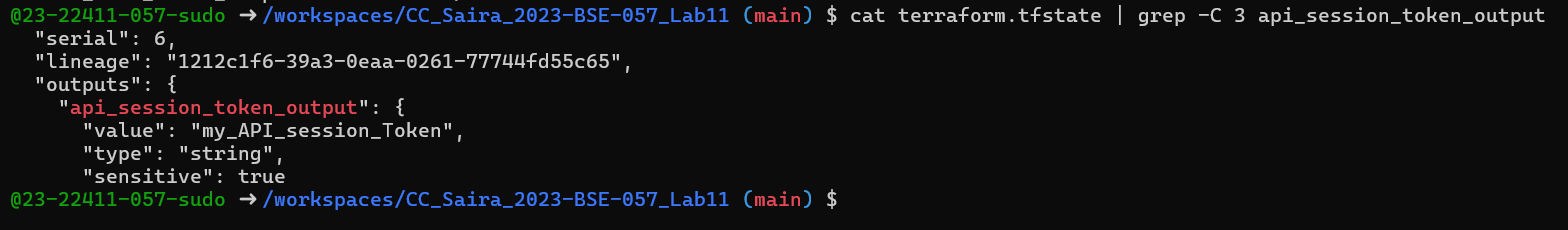 @23-22411-057-sudo ➜ /workspaces/CC_Saira_2023-BSE-057_Lab11 (main) $ cat terraform.tfstate | grep -C 3 api_session_token_output
  "serial": 6,
  "lineage": "1212c1f6-39a3-0eaa-0261-77744fd55c65",
  "outputs": {
    "api_session_token_output": {
      "value": "my_API_session_Token",
      "type": "string",
      "sensitive": true
@23-22411-057-sudo ➜ /workspaces/CC_Saira_2023-BSE-057_Lab11 (main) $